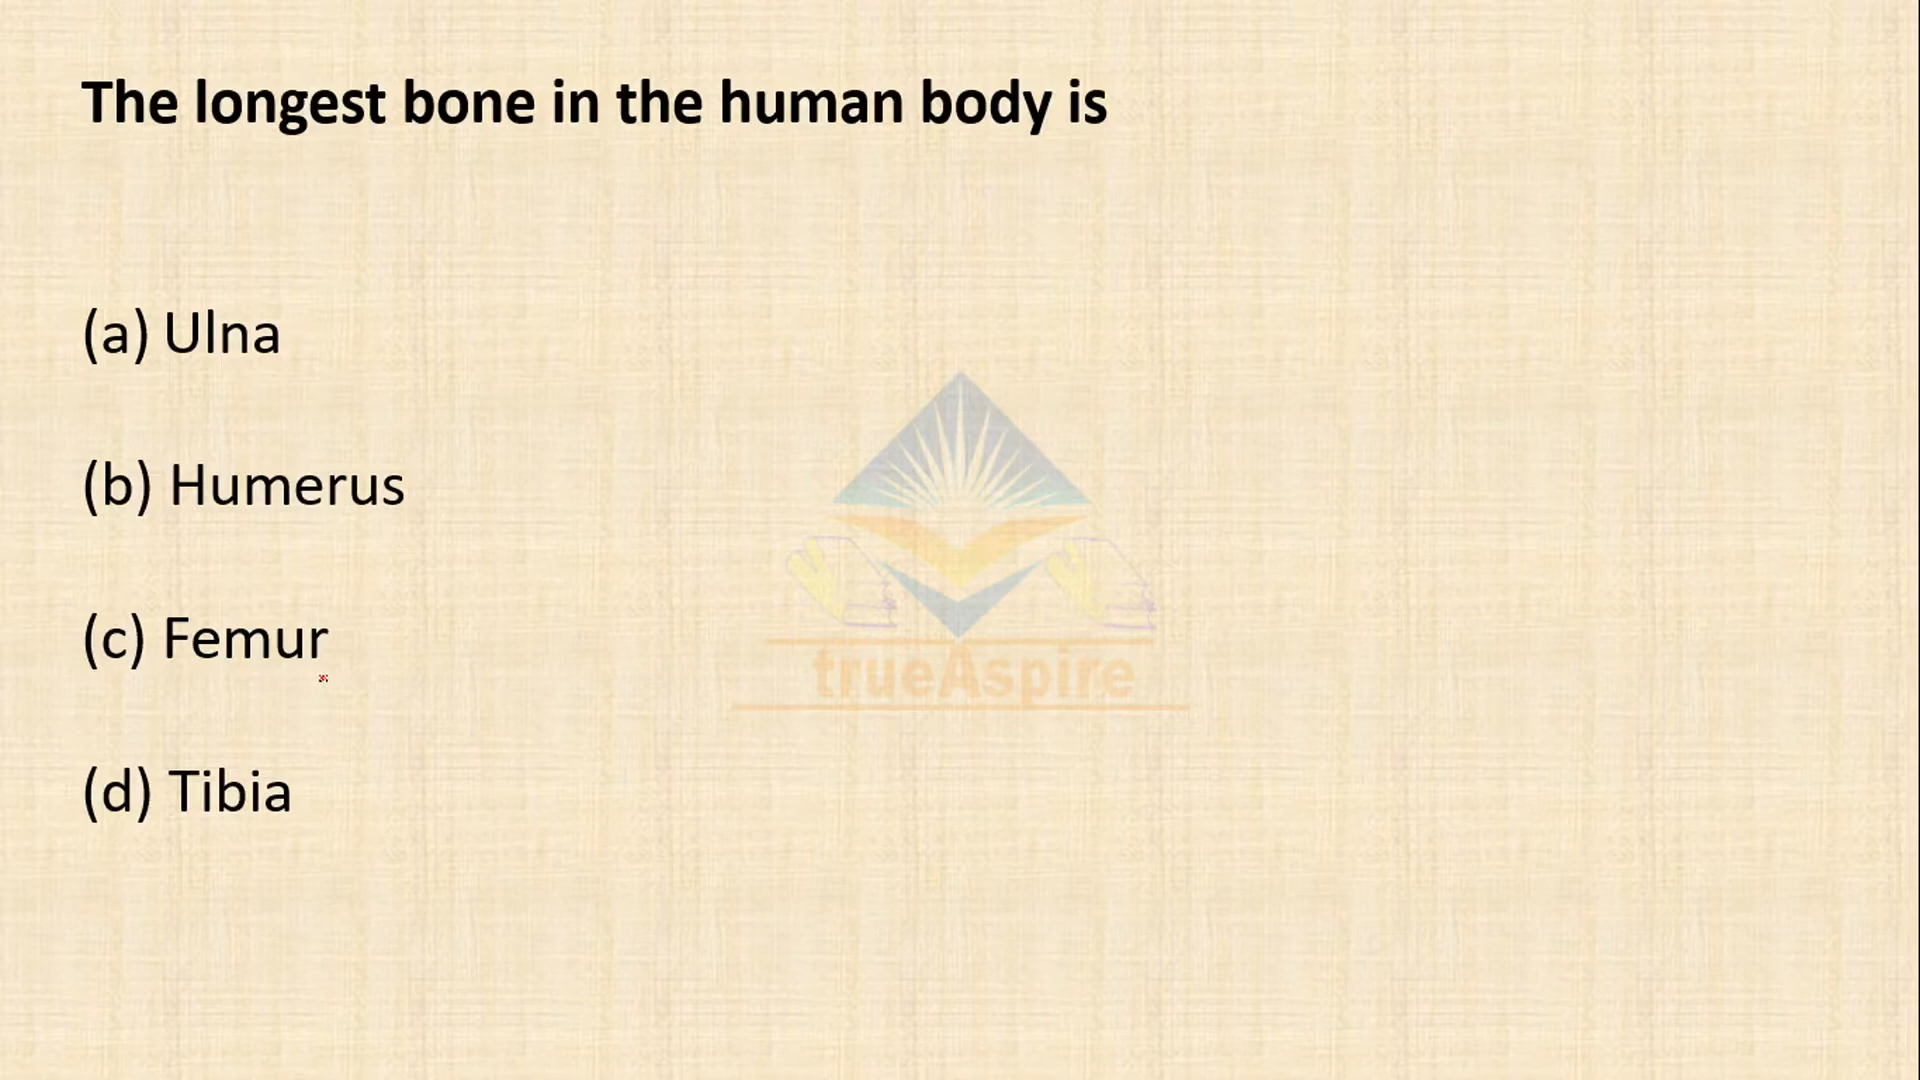 The longest bone in the human body is
(a) Ulna
(b) Humerus
(c) Femur
(d) Tibia
trueAspire